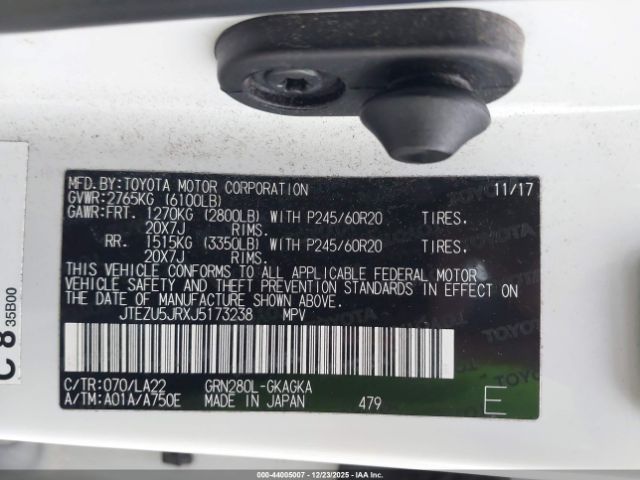 MFD.BY:TOYOTA MOTOR CORPORATION 11/17
GVWR:2765KG (6100LB)
GAWR:FRT. 1270KG (2800LB) WITH P245/60R20 TIRES.
20X7J RIMS.
RR. 1515KG (3350LB) WITH P245/60R20 TIRES.
20X7J RIMS.
THIS VEHICLE CONFORMS TO ALL APPLICABLE FEDERAL MOTOR
VEHICLE SAFETY AND THEFT PREVENTION STANDARDS IN EFFECT ON
THE DATE OF MANUFACTURE SHOWN ABOVE.
JTEZU5JRXJ5173238 MPV
C/TR:070/LA22 GRN280L-GKAGKA
A/TM:A01A/A750E MADE IN JAPAN 479 E
C 8 35B00
000-44005007 - 12/23/2025 - IAAI.com